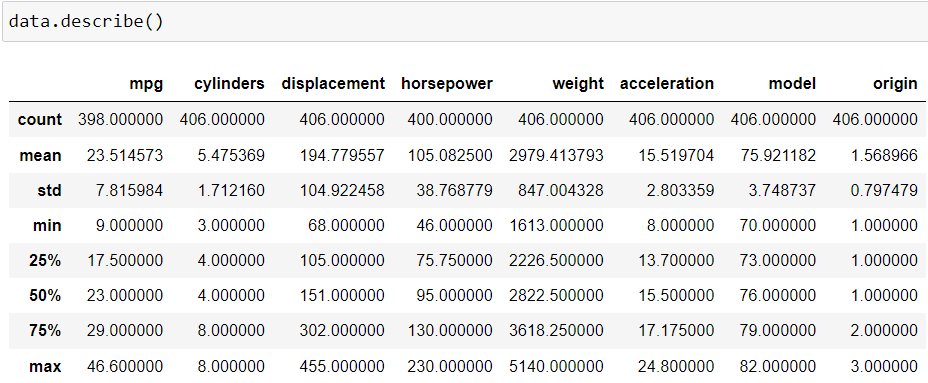 data.describe()
mpg cylinders displacement horsepower weight acceleration model origin
count 398.000000 406.000000 406.000000 400.000000 406.000000 406.000000 406.000000 406.000000
mean 23.514573 5.475369 194.779557 105.082500 2979.413793 15.519704 75.921182 1.568966
std 7.815984 1.712160 104.922458 38.768779 847.004328 2.803359 3.748737 0.797479
min 9.000000 3.000000 68.000000 46.000000 1613.000000 8.000000 70.000000 1.000000
25% 17.500000 4.000000 105.000000 75.750000 2226.500000 13.700000 73.000000 1.000000
50% 23.000000 4.000000 151.000000 95.000000 2822.500000 15.500000 76.000000 1.000000
75% 29.000000 8.000000 302.000000 130.000000 3618.250000 17.175000 79.000000 2.000000
max 46.600000 8.000000 455.000000 230.000000 5140.000000 24.800000 82.000000 3.000000